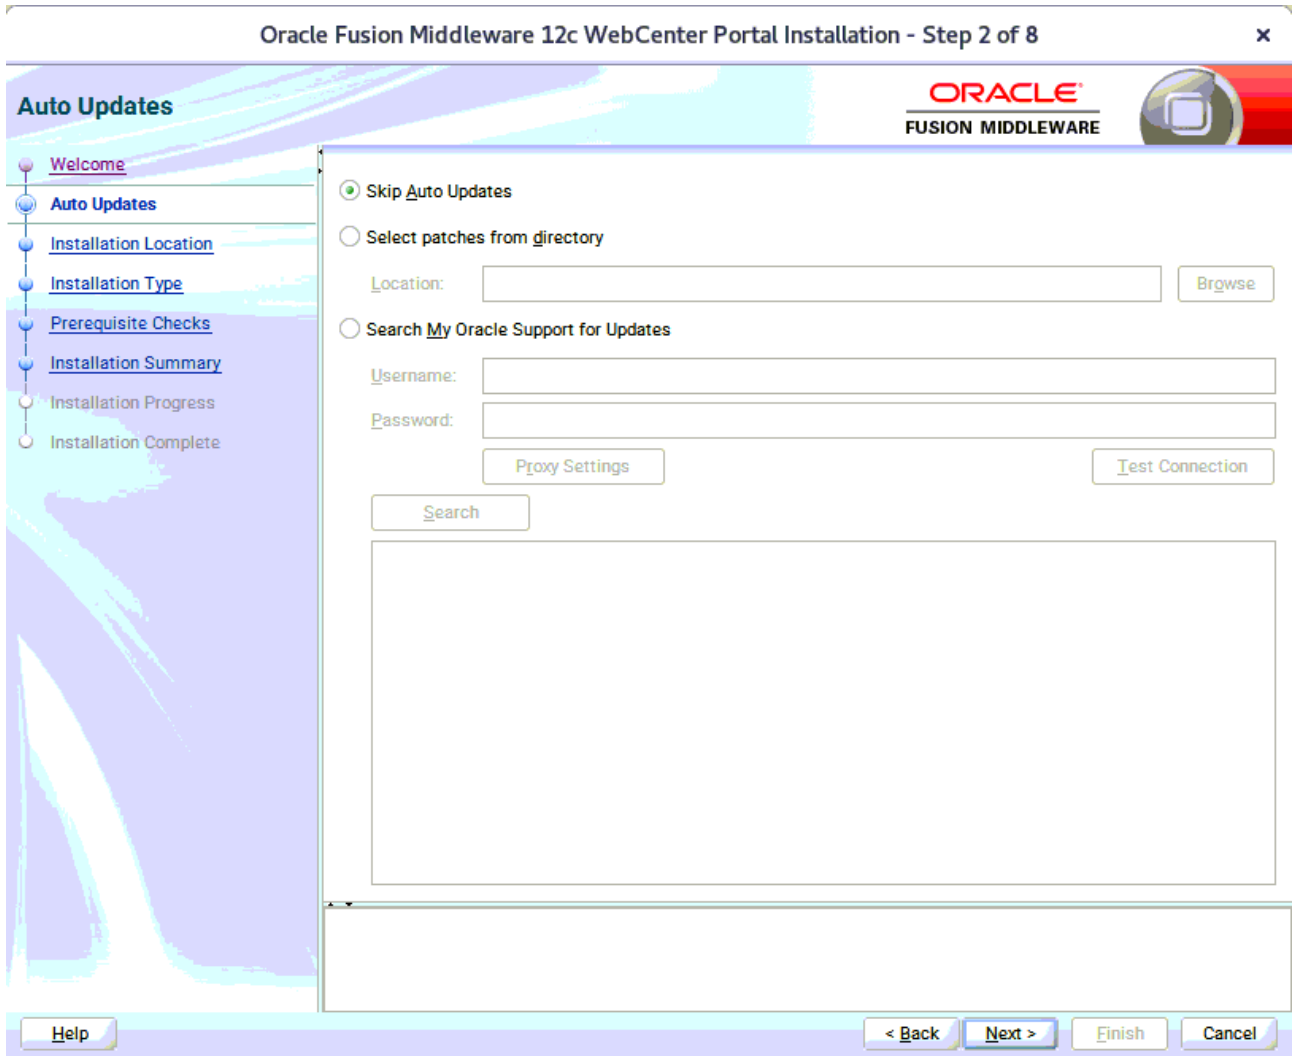 Oracle Fusion Middleware 12c WebCenter Portal Installation - Step 2 of 8
Auto Updates
ORACLE
FUSION MIDDLEWARE
Welcome
Auto Updates
Installation Location
Installation Type
Prerequisite Checks
Installation Summary
Installation Progress
Installation Complete
Skip Auto Updates
Select patches from directory
Location:
Browse
Search My Oracle Support for Updates
Username:
Password:
Proxy Settings
Test Connection
Search
Help
< Back
Next >
Finish
Cancel